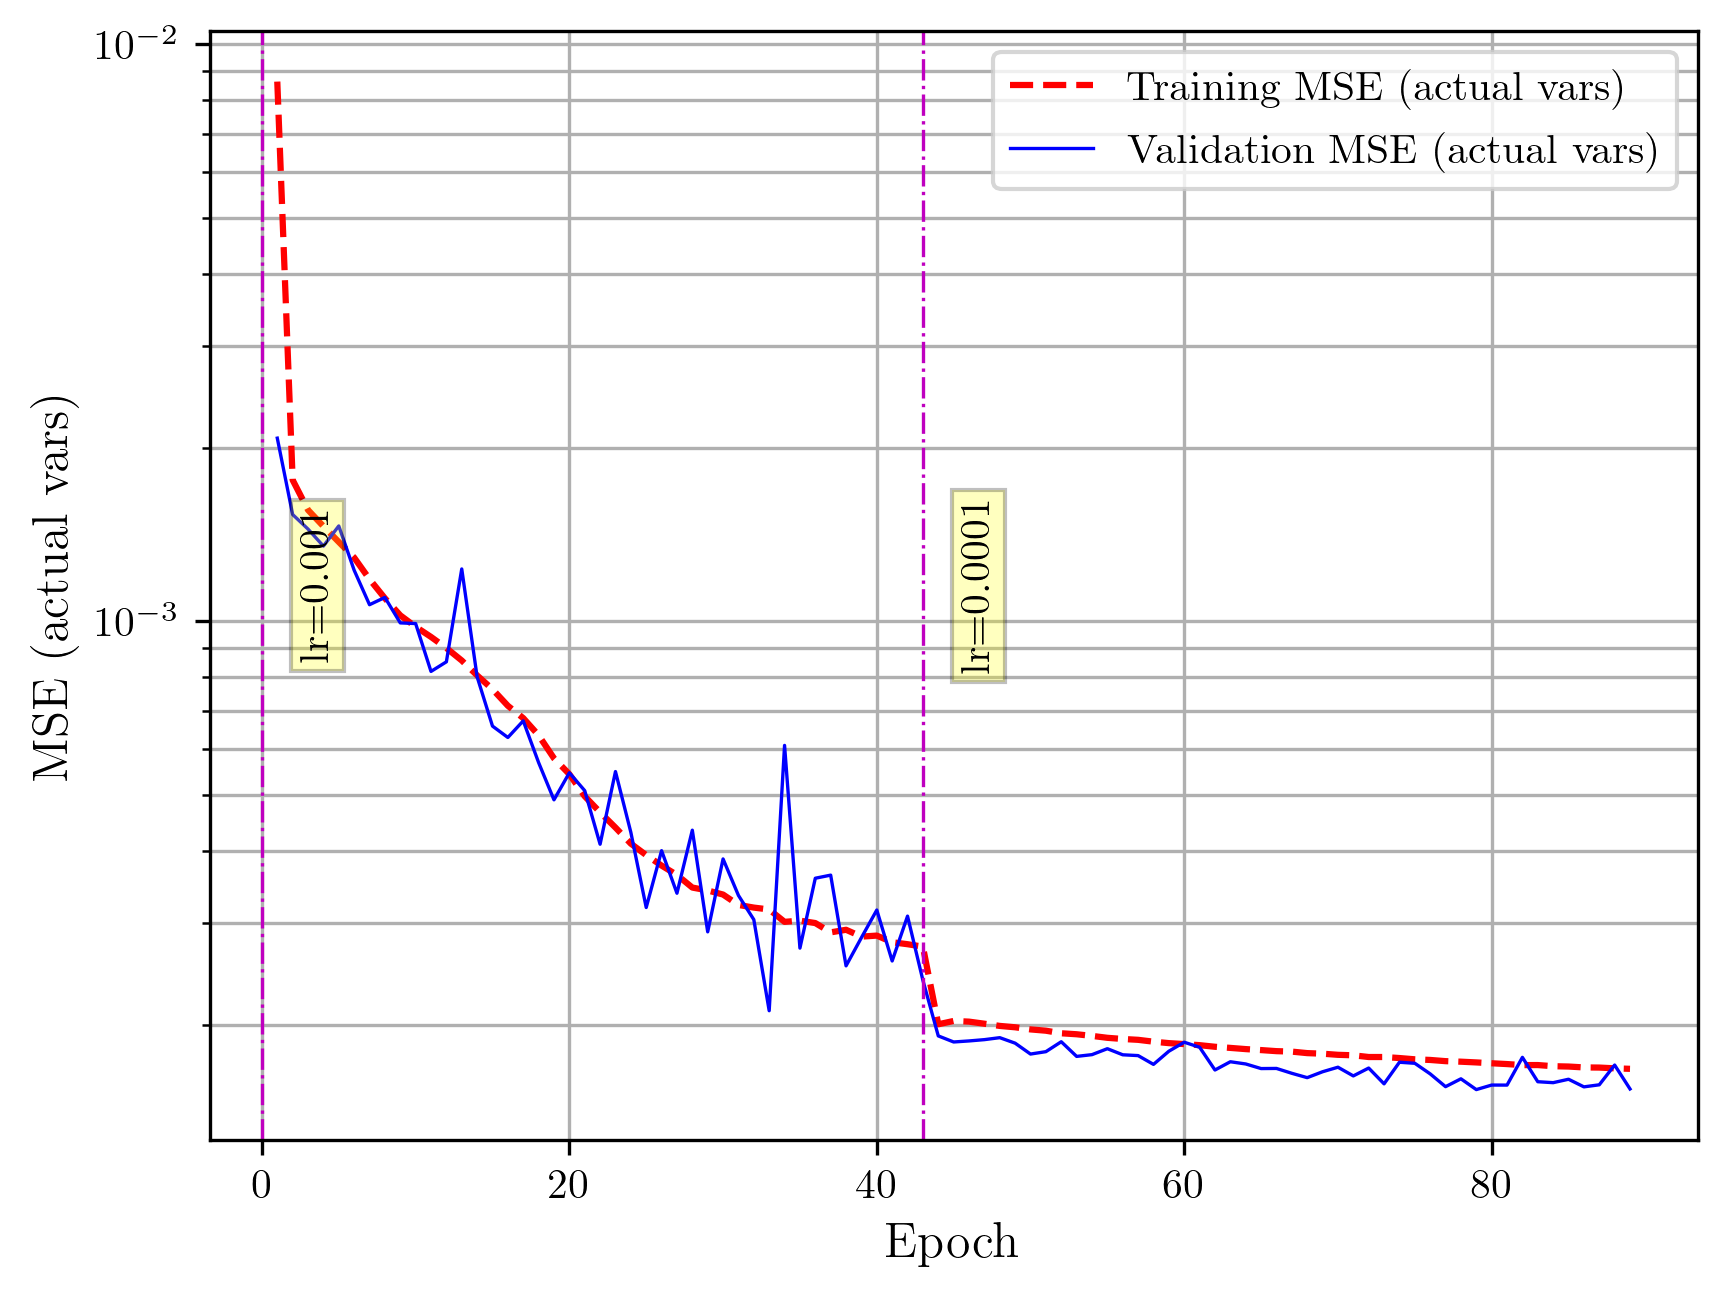 10⁻²
10⁻³
MSE (actual vars)
Training MSE (actual vars)
Validation MSE (actual vars)
lr=0.001
lr=0.0001
0 20 40 60 80
Epoch